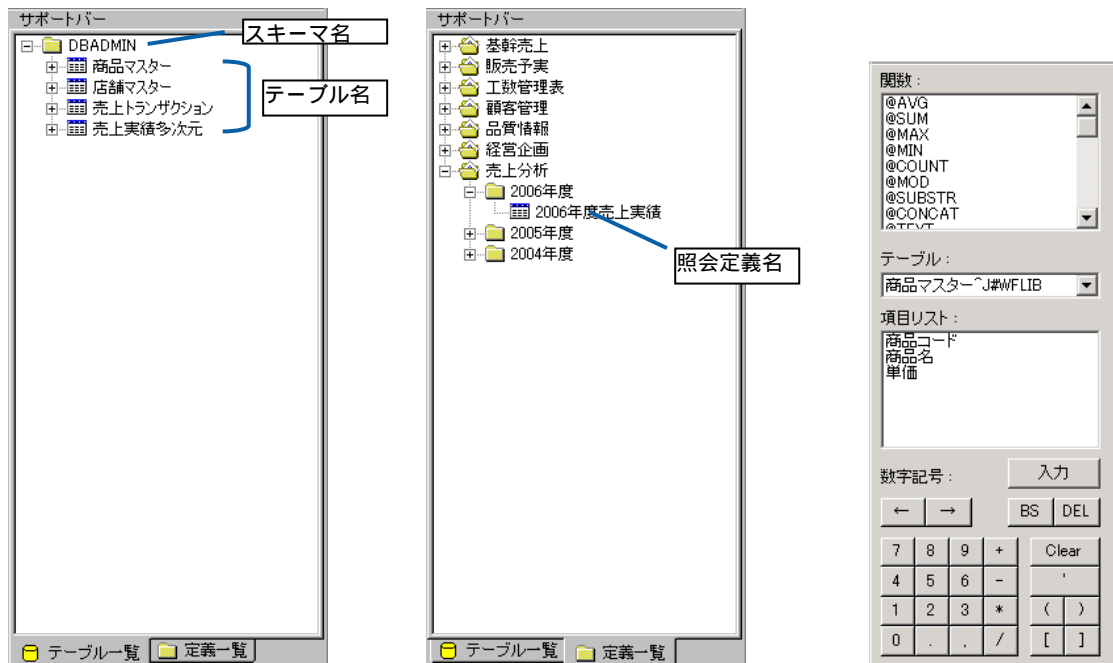 サポートバー
DBADMIN
スキーマ名
商品マスター
店舗マスター
売上トランザクション
売上実績多次元
テーブル名
テーブル一覧
定義一覧
サポートバー
基幹売上
販売予実
工数管理表
顧客管理
品質情報
経営企画
売上分析
2006年度
2006年度売上実績
2005年度
2004年度
照会定義名
テーブル一覧
定義一覧
関数:
@AVG
@SUM
@MAX
@MIN
@COUNT
@MOD
@SUBSTR
@CONCAT
@TEXT
テーブル:
商品マスター^J#WFLIB
項目リスト:
商品コード
商品名
単価
数字記号:
入力
← → BS DEL
7 8 9 + Clear
4 5 6 - '
1 2 3 * ( )
0 . , / [ ]